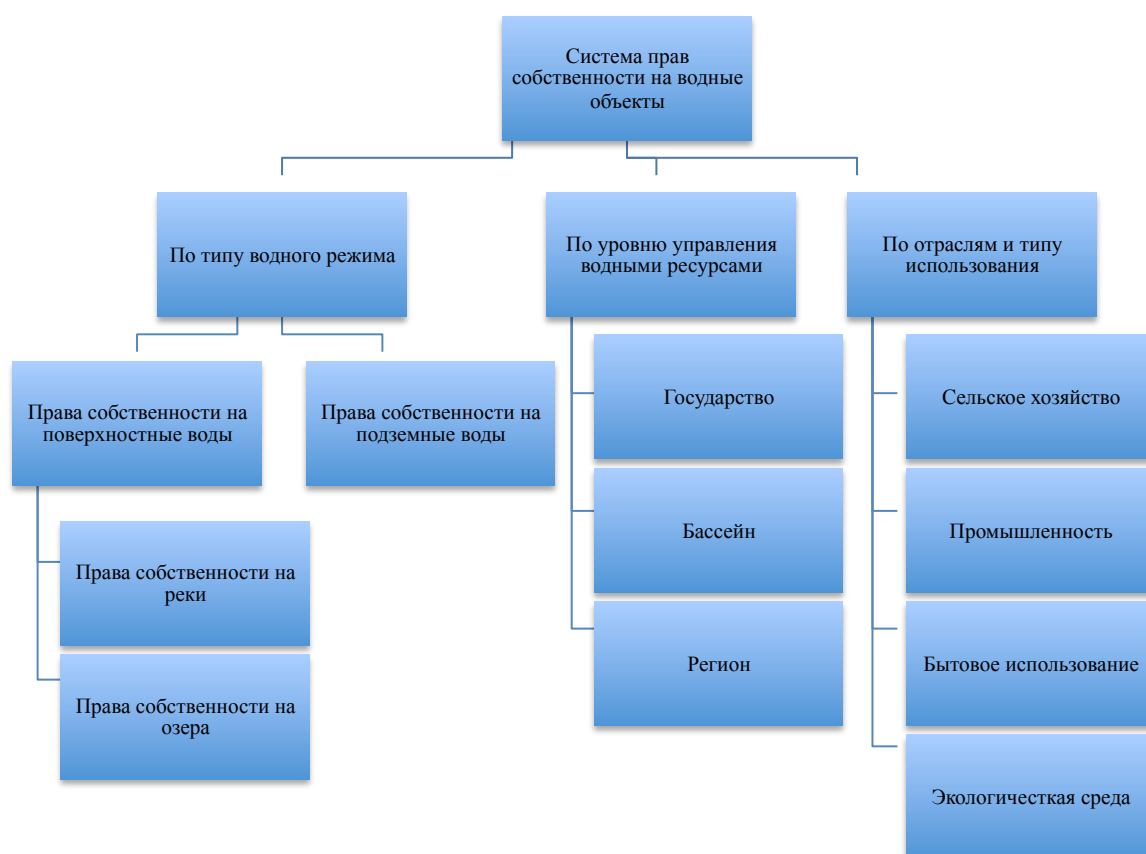 Система прав
собственности на водные
объекты
По типу водного режима
По уровню управления
водными ресурсами
По отраслям и типу
использования
Права собственности на
поверхностные воды
Права собственности на
подземные воды
Права собственности на
реки
Права собственности на
озера
Государство
Бассейн
Регион
Сельское хозяйство
Промышленность
Бытовое использование
Экологичесткая среда